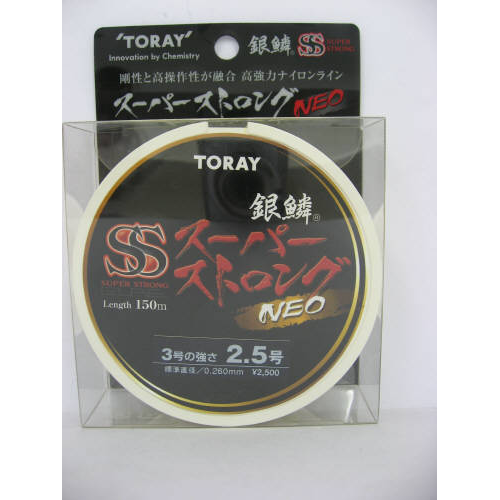 'TORAY'
Innovation by Chemistry
銀鱗® SS SUPER STRONG
剛性と高操作性が融合 高強力ナイロンライン
スーパーストロング NEO
TORAY
銀鱗®
SS スーパー
SUPER STRONG
ストロング
Length 150m
NEO
3号の強さ 2.5号
標準直径/0.260mm ¥2,500